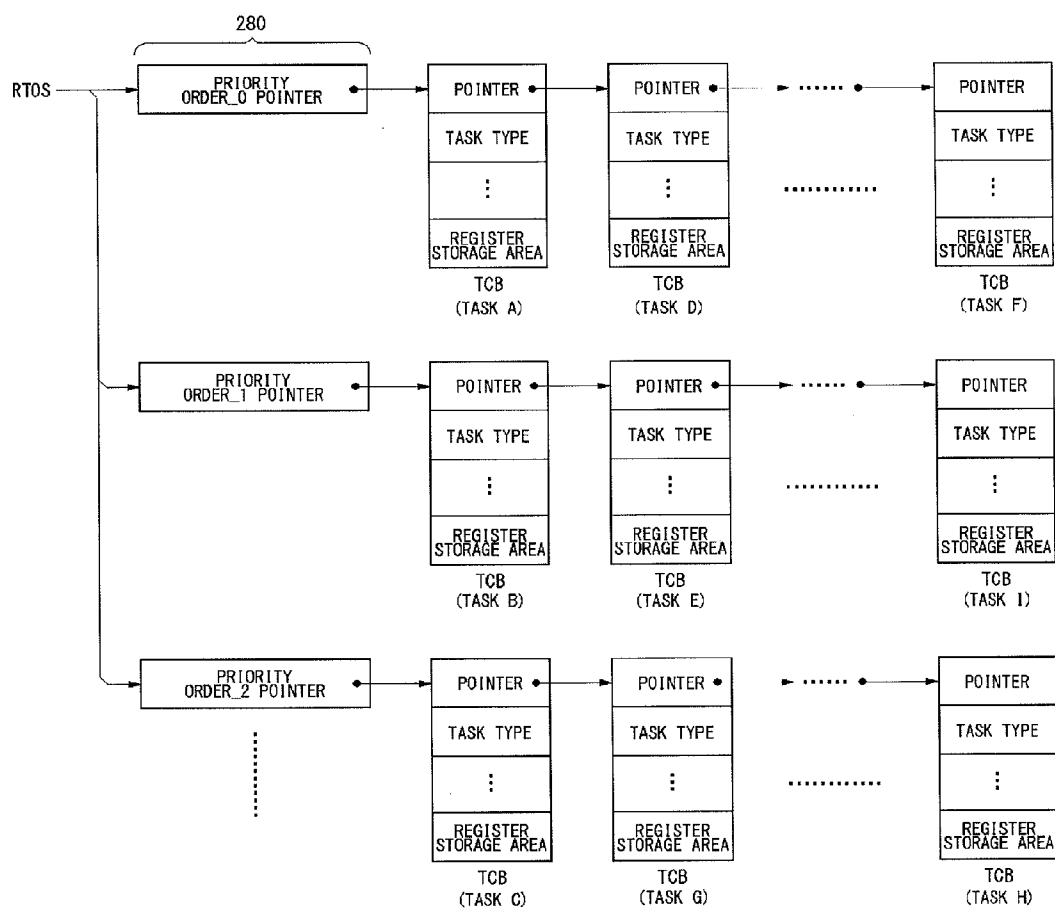 280
RTOS
PRIORITY
ORDER_0 POINTER
POINTER
POINTER
POINTER
TASK TYPE
TASK TYPE
TASK TYPE
REGISTER
STORAGE AREA
REGISTER
STORAGE AREA
REGISTER
STORAGE AREA
TCB
(TASK A)
TCB
(TASK D)
TCB
(TASK F)
PRIORITY
ORDER_1 POINTER
POINTER
POINTER
POINTER
TASK TYPE
TASK TYPE
TASK TYPE
REGISTER
STORAGE AREA
REGISTER
STORAGE AREA
REGISTER
STORAGE AREA
TCB
(TASK B)
TCB
(TASK E)
TCB
(TASK I)
PRIORITY
ORDER_2 POINTER
POINTER
POINTER
POINTER
TASK TYPE
TASK TYPE
TASK TYPE
REGISTER
STORAGE AREA
REGISTER
STORAGE AREA
REGISTER
STORAGE AREA
TCB
(TASK C)
TCB
(TASK G)
TCB
(TASK H)